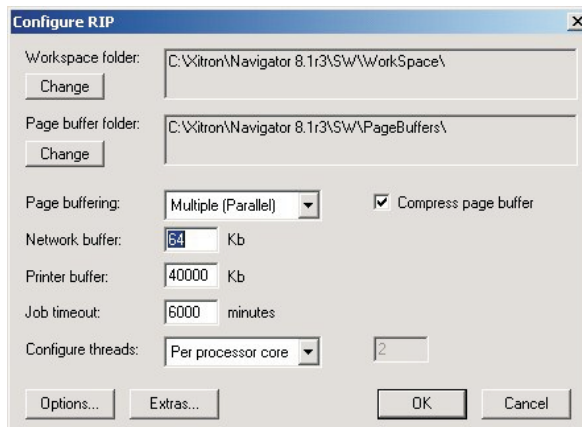 Configure RIP
Workspace folder: C:\Xitron\Navigator 8.1r3\SW\WorkSpace\
Change
Page buffer folder: C:\Xitron\Navigator 8.1r3\SW\PageBuffers\
Change
Page buffering: Multiple (Parallel) Compress page buffer
Network buffer: 64 Kb
Printer buffer: 40000 Kb
Job timeout: 6000 minutes
Configure threads: Per processor core 2
Options... Extras... OK Cancel